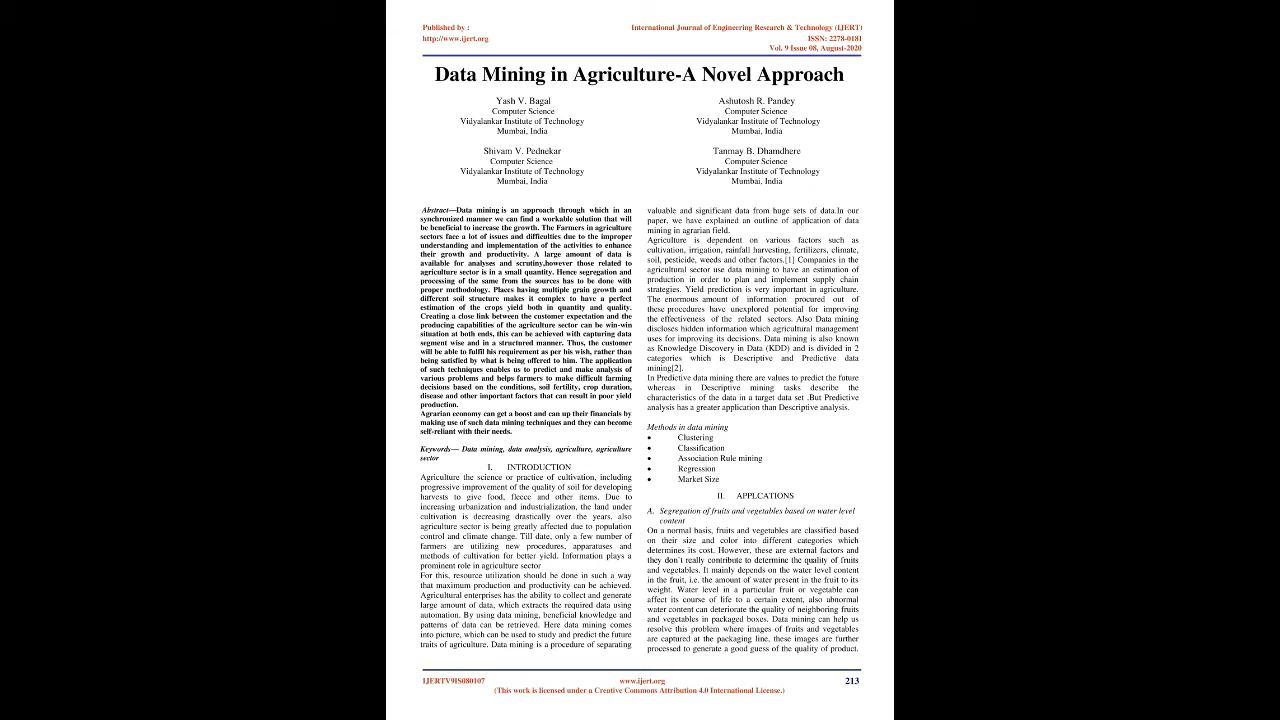 Published by :
http://www.ijert.org
International Journal of Engineering Research & Technology (IJERT)
ISSN: 2278-0181
Vol. 9 Issue 08, August-2020
Data Mining in Agriculture-A Novel Approach
Yash V. Bagal
Computer Science
Vidyalankar Institute of Technology
Mumbai, India
Ashutosh R. Pandey
Computer Science
Vidyalankar Institute of Technology
Mumbai, India
Shivam V. Pednekar
Computer Science
Vidyalankar Institute of Technology
Mumbai, India
Tanmay B. Dhamdhere
Computer Science
Vidyalankar Institute of Technology
Mumbai, India
Abstract—Data mining is an approach through which in an
synchronized manner we can find a workable solution that will
be beneficial to increase the growth. The Farmers in agriculture
sectors face a lot of issues and difficulties due to the improper
understanding and implementation of the activities to enhance
their growth and productivity. A large amount of data is
available for analyses and scrutiny,however those related to
agriculture sector is in a small quantity. Hence segregation and
processing of the same from the sources has to be done with
proper methodology. Places having multiple grain growth and
different soil structure makes it complex to have a perfect
estimation of the crops yield both in quantity and quality.
Creating a close link between the customer expectation and the
producing capabilities of the agriculture sector can be win-win
situation at both ends, this can be achieved with capturing data
segment wise and in a structured manner. Thus, the customer
will be able to fulfil his requirement as per his wish, rather than
being satisfied by what is being offered to him. The application
of such techniques enables us to predict and make analysis of
various problems and helps farmers to make difficult farming
decisions based on the conditions, soil fertility, crop duration,
disease and other important factors that can result in poor yield
production.
Agrarian economy can get a boost and can up their financials by
making use of such data mining techniques and they can become
self-reliant with their needs.
Keywords— Data mining, data analysis, agriculture, agriculture
sector
I. INTRODUCTION
Agriculture the science or practice of cultivation, including
progressive improvement of the quality of soil for developing
harvests to give food, fleece and other items. Due to
increasing urbanization and industrialization, the land under
cultivation is decreasing drastically over the years. also
agriculture sector is being greatly affected due to population
control and climate change. Till date, only a few number of
farmers are utilizing new procedures, apparatuses and
methods of cultivation for better yield. Information plays a
prominent role in agriculture sector
For this, resource utilization should be done in such a way
that maximum production and productivity can be achieved.
Agricultural enterprises has the ability to collect and generate
large amount of data, which extracts the required data using
automation. By using data mining, beneficial knowledge and
patterns of data can be retrieved. Here data mining comes
into picture, which can be used to study and predict the future
traits of agriculture. Data mining is a procedure of separating
valuable and significant data from huge sets of data.In our
paper, we have explained an outline of application of data
mining in agrarian field.
Agriculture is dependent on various factors such as
cultivation, irrigation, rainfall harvesting, fertilizers, climate,
soil, pesticide, weeds and other factors.[1] Companies in the
agricultural sector use data mining to have an estimation of
production in order to plan and implement supply chain
strategies. Yield prediction is very important in agriculture.
The enormous amount of information procured out of
these procedures have unexplored potential for improving
the effectiveness of the related sectors. Also Data mining
discloses hidden information which agricultural management
uses for improving its decisions. Data mining is also known
as Knowledge Discovery in Data (KDD) and is divided in 2
categories which is Descriptive and Predictive data
mining[2].
In Predictive data mining there are values to predict the future
whereas in Descriptive mining tasks describe the
characteristics of the data in a target data set .But Predictive
analysis has a greater application than Descriptive analysis.
Methods in data mining
• Clustering
• Classification
• Association Rule mining
• Regression
• Market Size
II. APPLCATIONS
A. Segregation of fruits and vegetables based on water level
content
On a normal basis, fruits and vegetables are classified based
on their size and color into different categories which
determines its cost. However, these are external factors and
they don't really contribute to determine the quality of fruits
and vegetables. It mainly depends on the water level content
in the fruit, i.e. the amount of water present in the fruit to its
weight. Water level in a particular fruit or vegetable can
affect its course of life to a certain extent, also abnormal
water content can deteriorate the quality of neighboring fruits
and vegetables in packaged boxes. Data mining can help us
resolve this problem where images of fruits and vegetables
are captured at the packaging line, these images are further
processed to generate a good guess of the quality of product.
IJERTV9IS080107
www.ijert.org
213
(This work is licensed under a Creative Commons Attribution 4.0 International License.)